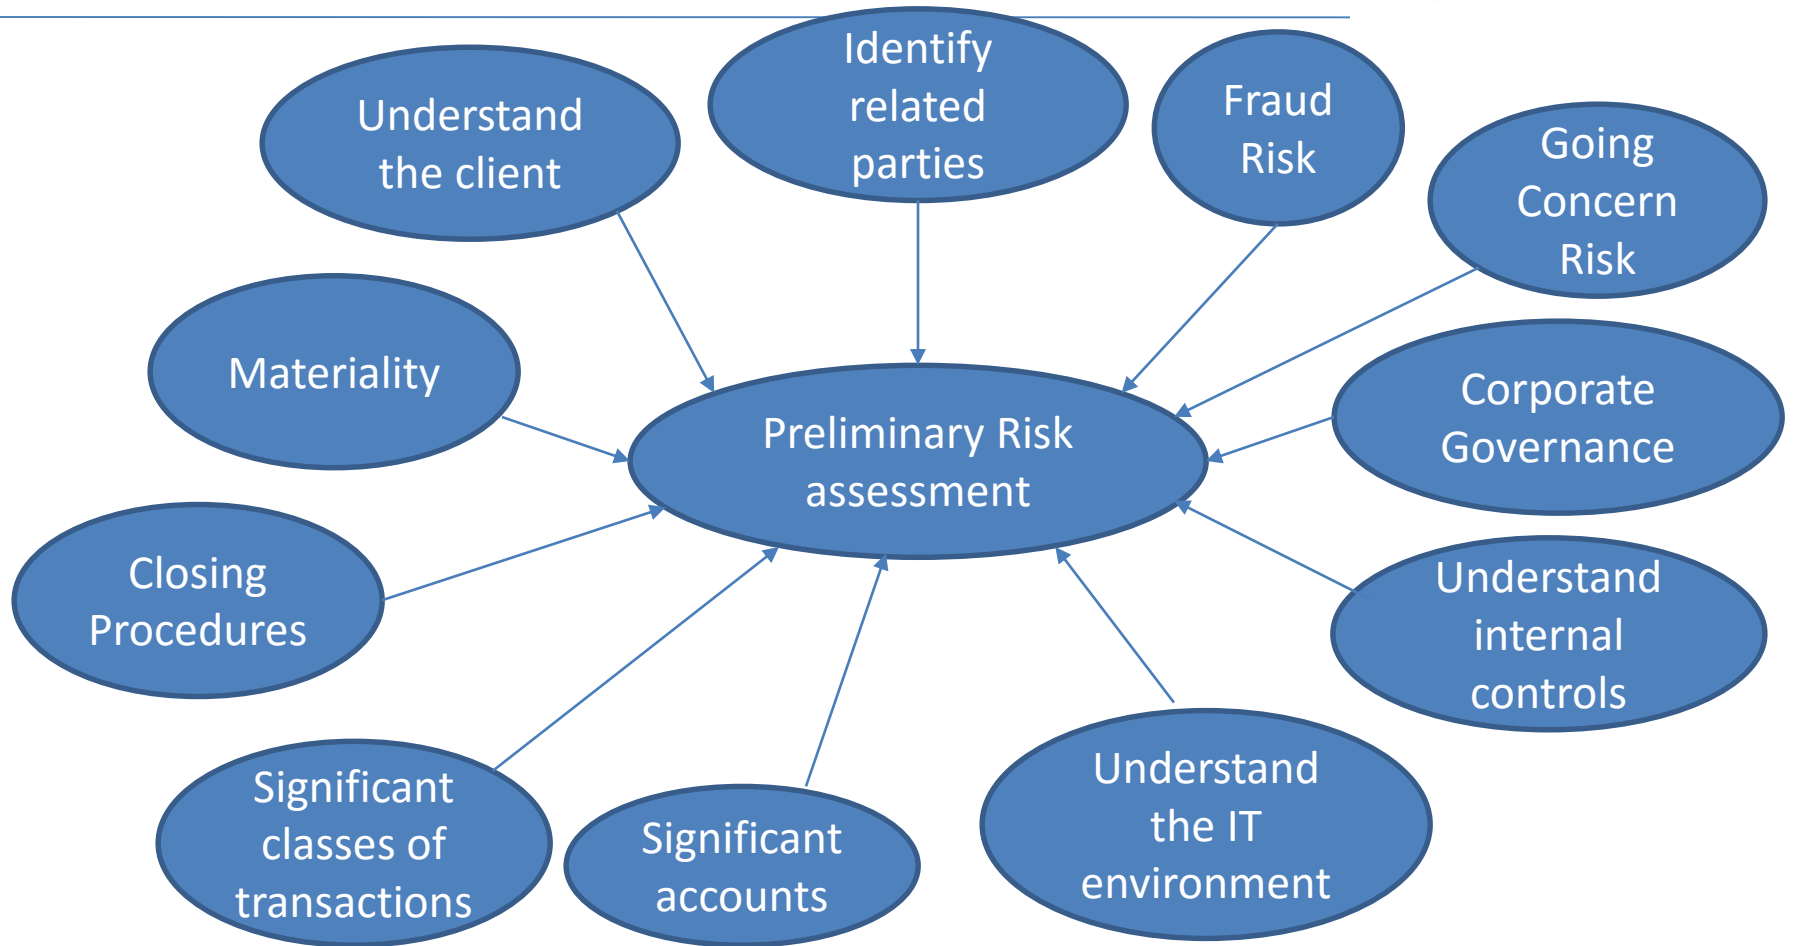 Identify
related
parties
Fraud
Risk
Understand
the client
Going
Concern
Risk
Materiality
Corporate
Governance
Preliminary Risk
assessment
Closing
Procedures
Understand
internal
controls
Significant
classes of
transactions
Significant
accounts
Understand
the IT
environment